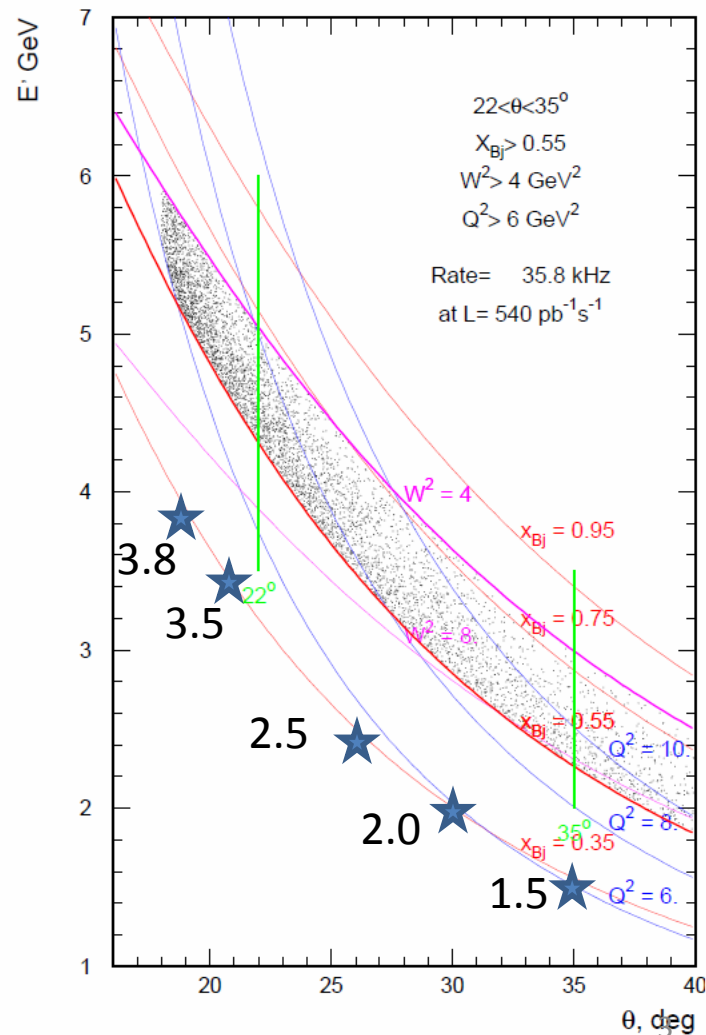 E' GeV
7
6
5
4
3
2
1
22<θ<35°
X_Bj> 0.55
W²> 4 GeV²
Q²> 6 GeV²
Rate= 35.8 kHz
at L= 540 pb⁻¹s⁻¹
W² = 4
x_Bj = 0.95
3.8
22°
3.5
x_Bj = 0.75
W² = 8
2.5
x_Bj = 0.55
Q² = 10.
2.0
Q² = 8.
35°
x_Bj = 0.35
1.5
Q² = 6.
20 25 30 35 40
θ, deg